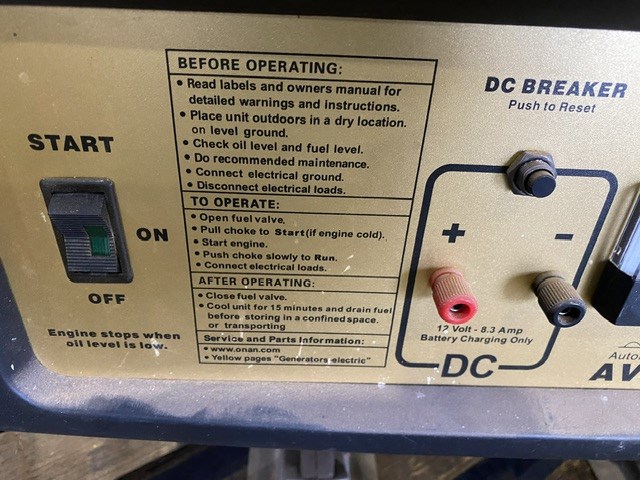 START
ON
OFF
Engine stops when
oil level is low.
BEFORE OPERATING:
• Read labels and owners manual for
detailed warnings and instructions.
• Place unit outdoors in a dry location.
on level ground.
• Check oil level and fuel level.
• Do recommended maintenance.
• Connect electrical ground.
• Disconnect electrical loads.
TO OPERATE:
• Open fuel valve.
• Pull choke to Start(if engine cold).
• Start engine.
• Push choke slowly to Run.
• Connect electrical loads.
AFTER OPERATING:
• Close fuel valve.
• Cool unit for 15 minutes and drain fuel
before storing in a confined space.
or transporting
Service and Parts Information:
• www.onan.com
• Yellow pages "Generators-electric"
DC BREAKER
Push to Reset
+ −
12 Volt - 8.3 Amp
Battery Charging Only
DC
Auto
AV